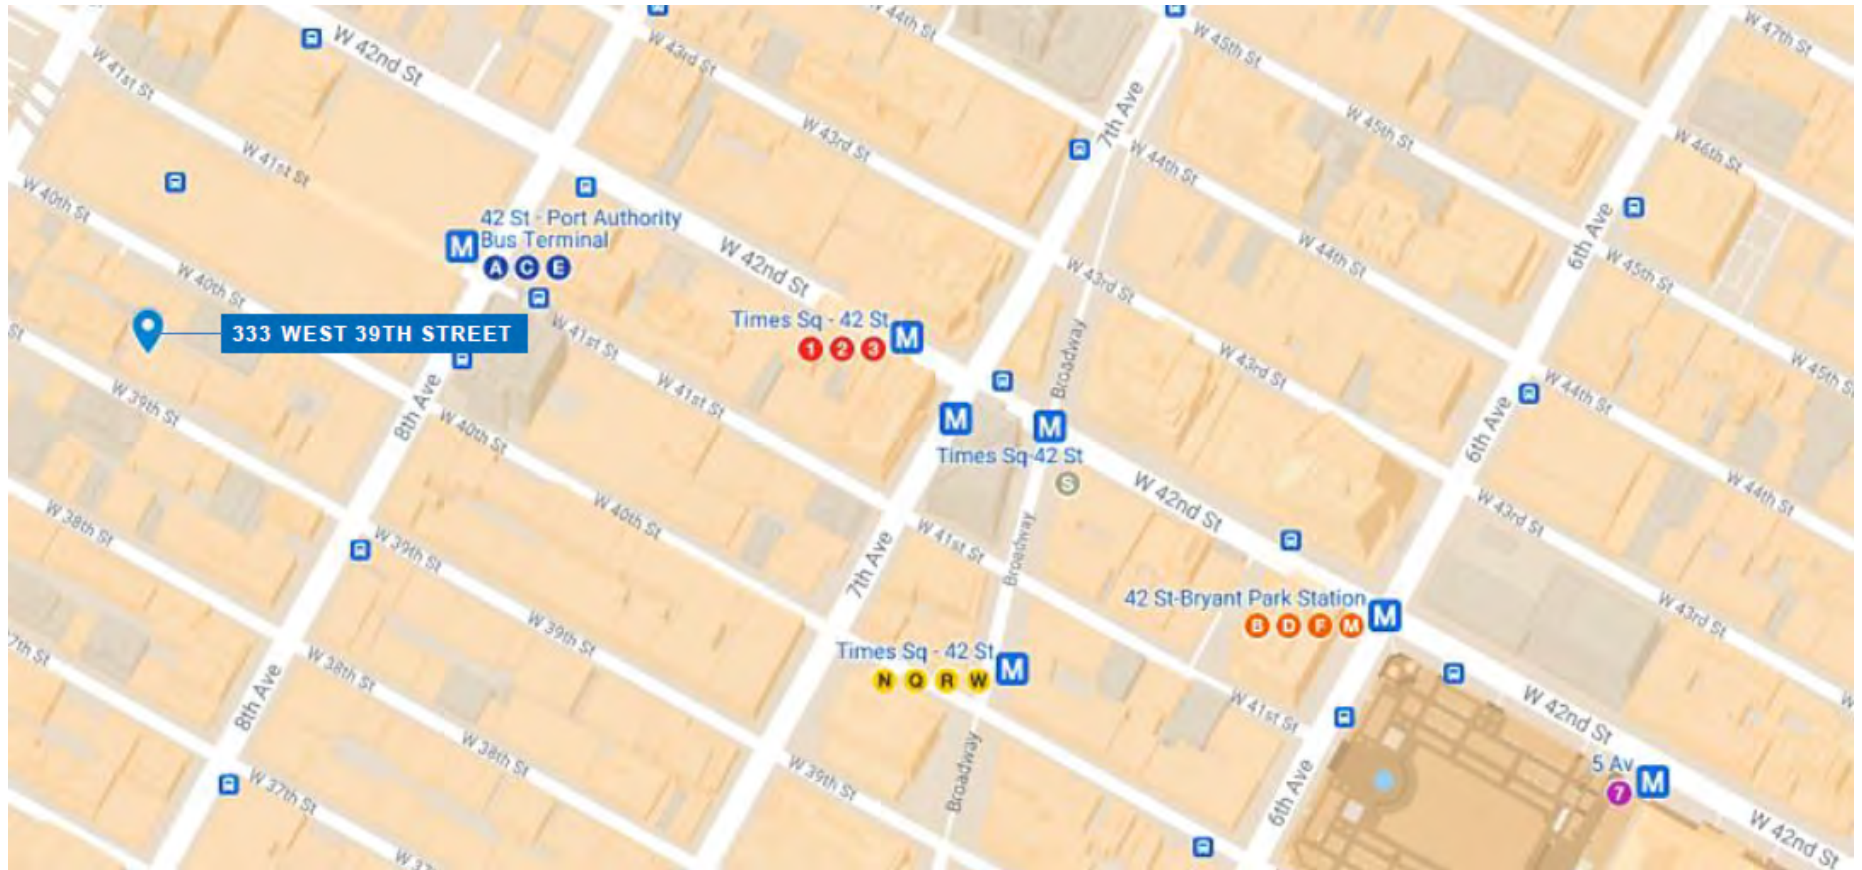 W 42nd St
W 41st St
W 43rd St
W 44th St
W 45th St
W 47th St
7th Ave
W 43rd St
W 45th St
W 46th St
W 41st St
W 44th St
W 40th St
6th Ave
42 St - Port Authority
Bus Terminal
A C E
W 42nd St
W 44th St
W 45th St
W 40th St
W 43rd St
333 WEST 39TH STREET
Times Sq - 42 St
1 2 3
M
M
W 41st St
Broadway
W 43rd St
W 45th St
W 39th St
8th Ave
W 41st St
W 44th St
W 40th St
M
M
6th Ave
Times Sq-42 St
S
W 42nd St
W 44th St
W 38th St
W 40th St
W 43rd St
W 39th St
7th Ave
W 41st St
Broadway
42 St-Bryant Park Station
B D F M
M
W 43rd St
W 39th St
Times Sq - 42 St
N Q R W
M
W 38th St
8th Ave
W 41st St
W 42nd St
W 38th St
W 37th St
W 39th St
Broadway
6th Ave
5 Av
7
M
W 42nd St